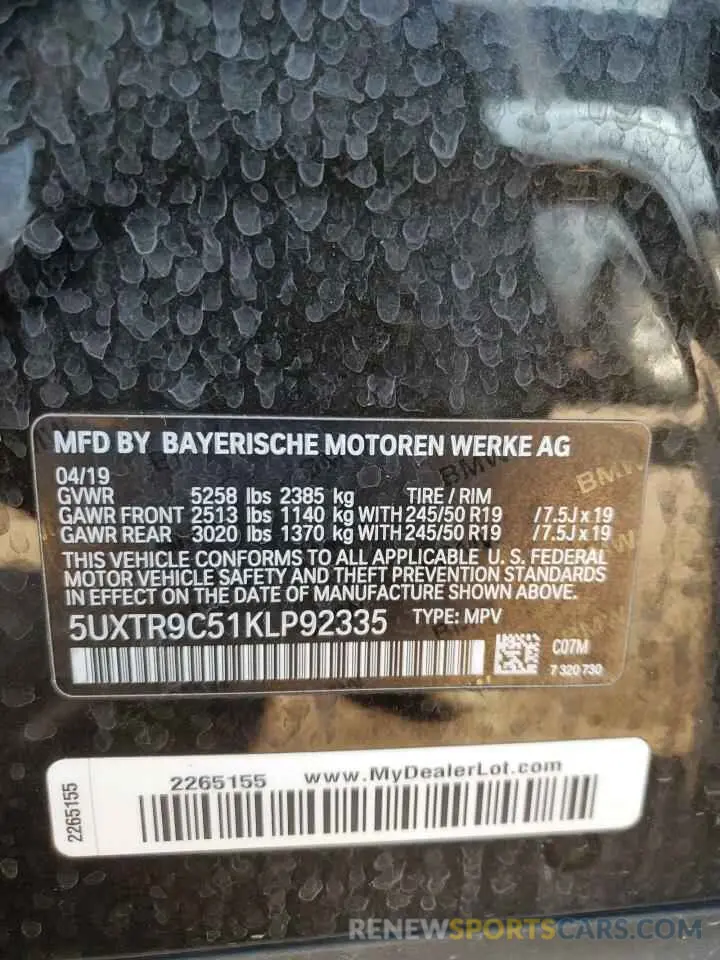 MFD BY BAYERISCHE MOTOREN WERKE AG
04/19
GVWR 5258 lbs 2385 kg TIRE / RIM
GAWR FRONT 2513 lbs 1140 kg WITH 245/50 R19 / 7.5J x 19
GAWR REAR 3020 lbs 1370 kg WITH 245/50 R19 / 7.5J x 19
THIS VEHICLE CONFORMS TO ALL APPLICABLE U. S. FEDERAL
MOTOR VEHICLE SAFETY AND THEFT PREVENTION STANDARDS
IN EFFECT ON THE DATE OF MANUFACTURE SHOWN ABOVE.
5UXTR9C51KLP92335 TYPE: MPV
C07M
7 320 730
BMW
BMW
2265155
2265155 www.MyDealerLot.com
RENEWSPORTSCARS.COM